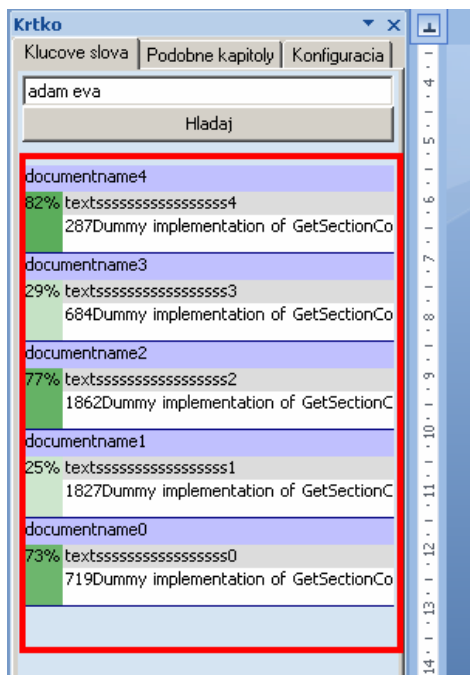 Krtko
Klucove slova Podobne kapitoly Konfiguracia
adam eva
Hladaj
documentname4
82% textsssssssssssssssss4
287Dummy implementation of GetSectionCo
documentname3
29% textsssssssssssssssss3
684Dummy implementation of GetSectionCo
documentname2
77% textsssssssssssssssss2
1862Dummy implementation of GetSectionC
documentname1
25% textsssssssssssssssss1
1827Dummy implementation of GetSectionC
documentname0
73% textsssssssssssssssss0
719Dummy implementation of GetSectionCo
4
5
6
7
8
9
10
11
12
13
14